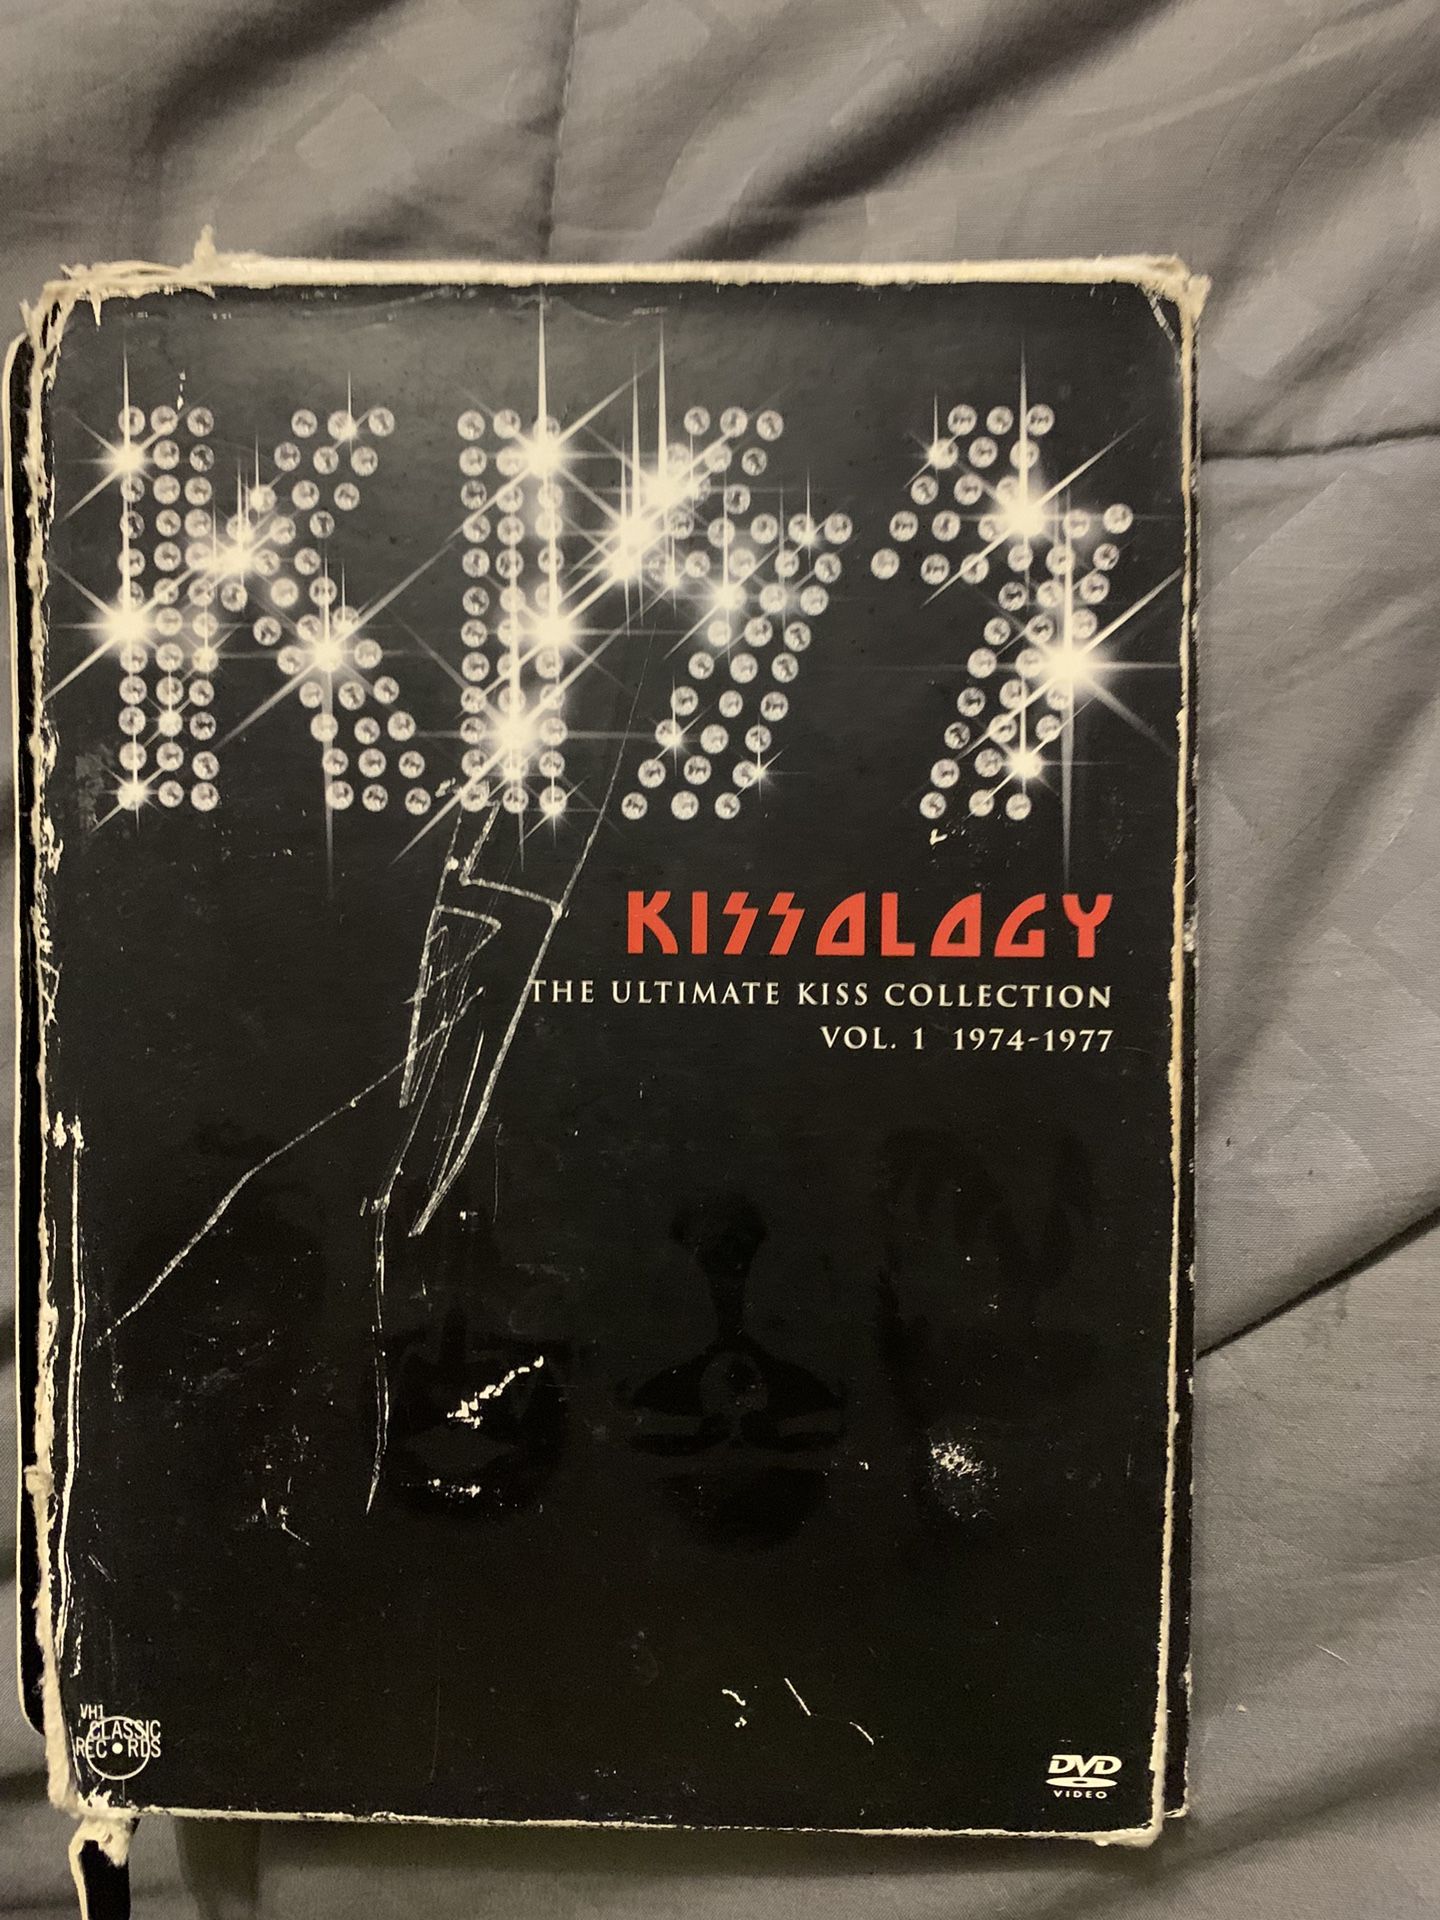 KISS
KISSOLOGY
THE ULTIMATE KISS COLLECTION
VOL. 1 1974-1977
VH1
CLASSIC
RECORDS
DVD
VIDEO